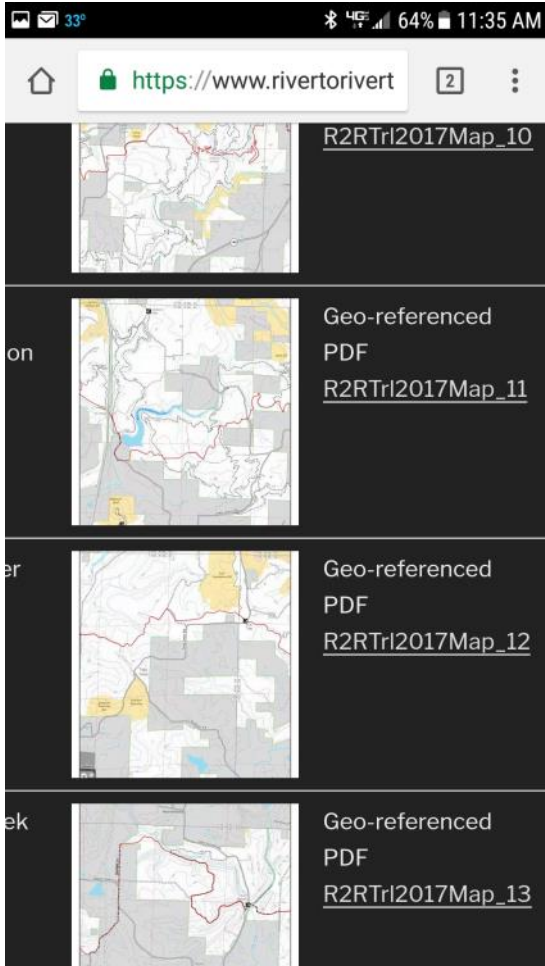 33° 4G 64% 11:35 AM
https://www.rivertorivert 2
R2RTrl2017Map_10
on
Geo-referenced
PDF
R2RTrl2017Map_11
er
Geo-referenced
PDF
R2RTrl2017Map_12
ek
Geo-referenced
PDF
R2RTrl2017Map_13